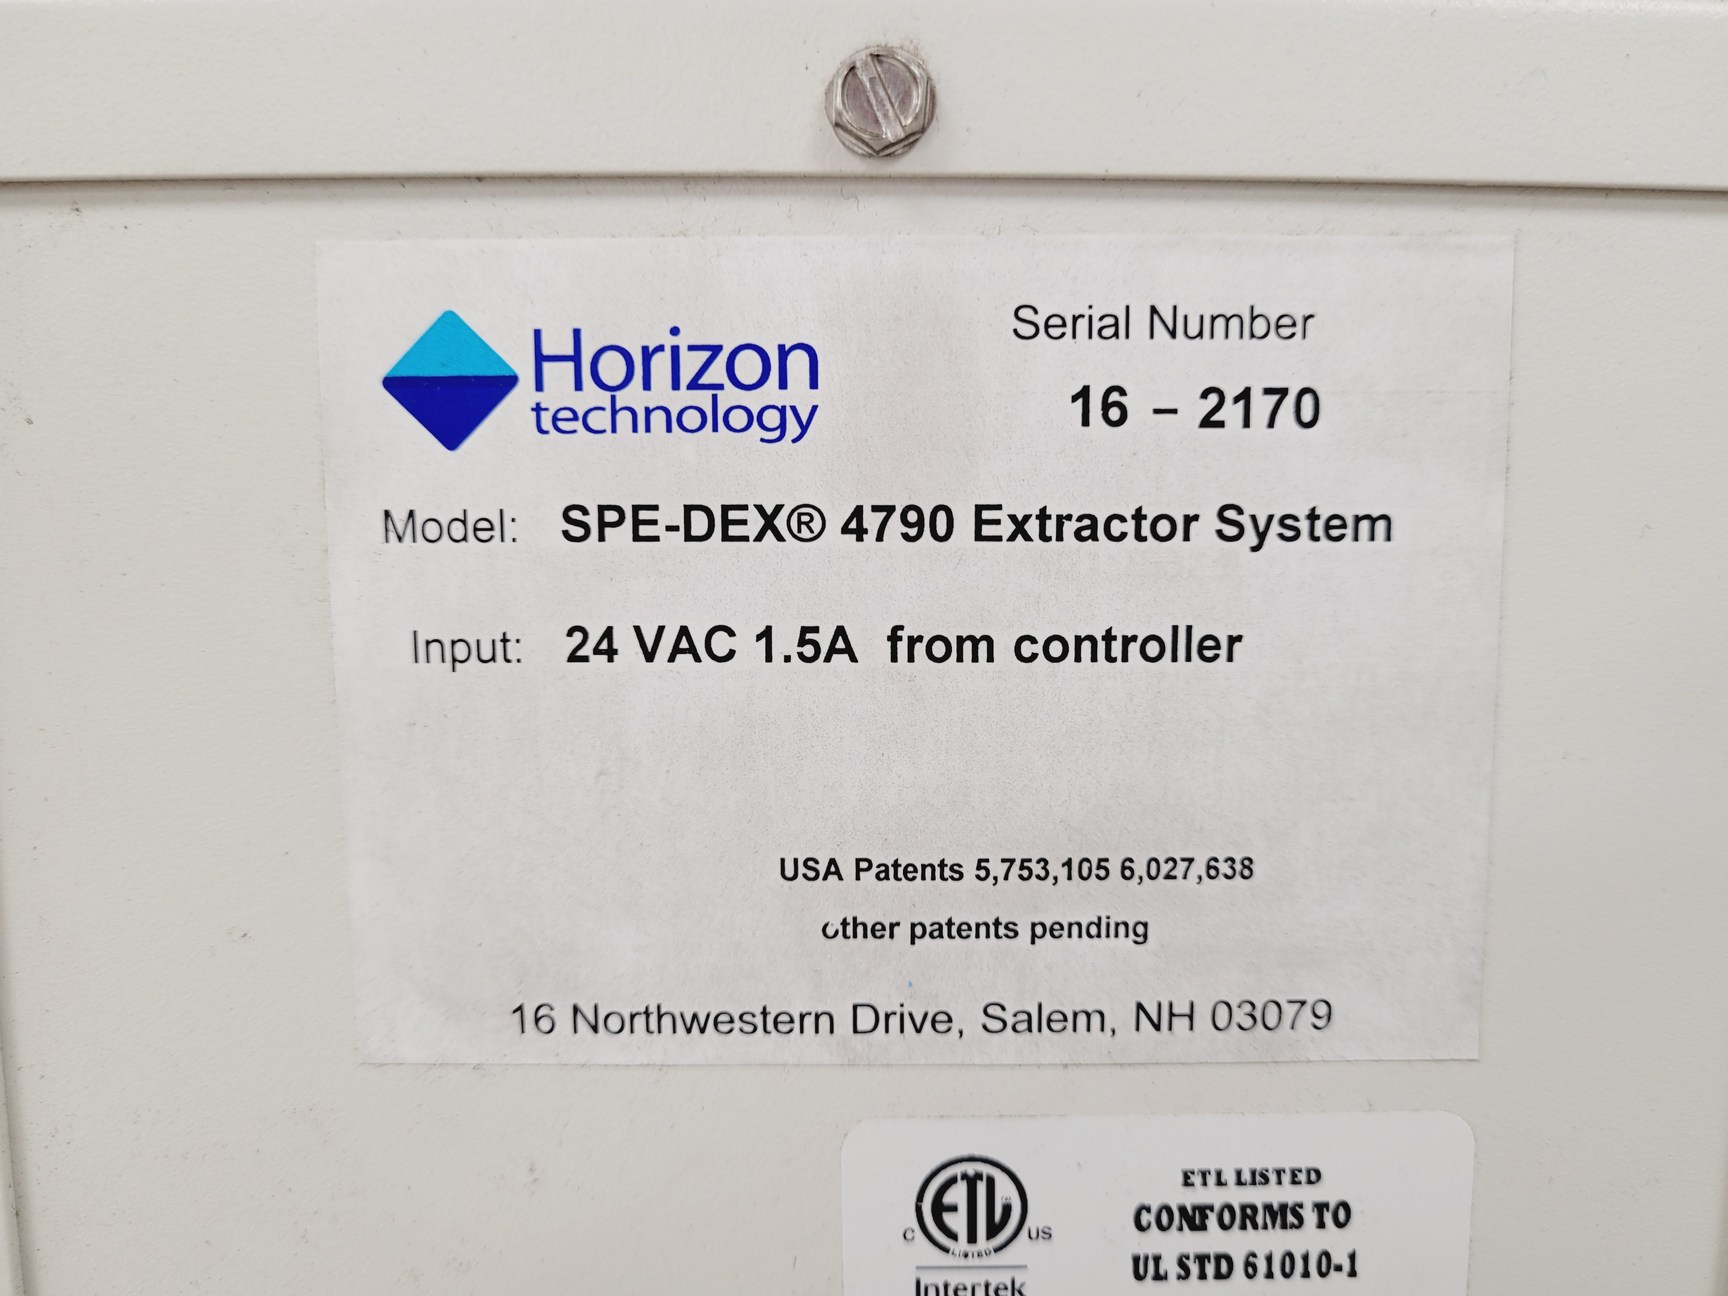 Horizon
technology
Serial Number
16 - 2170
Model: SPE-DEX® 4790 Extractor System
Input: 24 VAC 1.5A from controller
USA Patents 5,753,105 6,027,638
other patents pending
16 Northwestern Drive, Salem, NH 03079
ETL
LISTED
C US
Intertek
ETL LISTED
CONFORMS TO
UL STD 61010-1